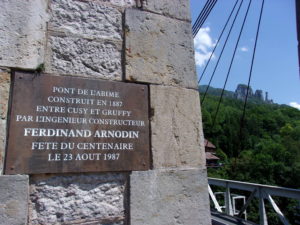 PONT DE L'ABIME
CONSTRUIT EN 1887
ENTRE CUSY ET GRUFFY
PAR L'INGENIEUR CONSTRUCTEUR
FERDINAND ARNODIN
FETE DU CENTENAIRE
LE 23 AOUT 1987